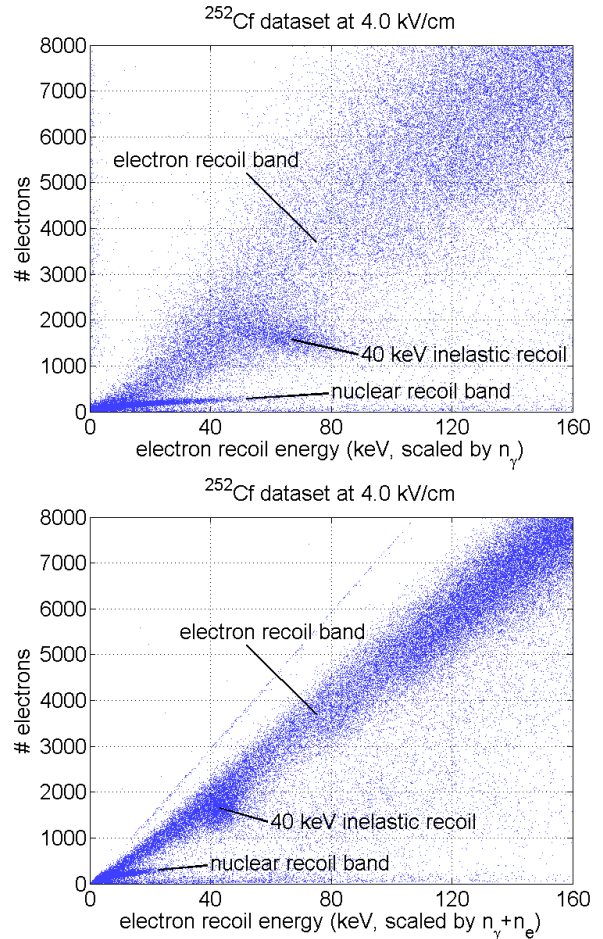 ²⁵²Cf dataset at 4.0 kV/cm
8000
7000
6000
5000
4000
3000
2000
1000
0
# electrons
electron recoil band
40 keV inelastic recoil
nuclear recoil band
0 40 80 120 160
electron recoil energy (keV, scaled by nᵧ)
²⁵²Cf dataset at 4.0 kV/cm
8000
7000
6000
5000
4000
3000
2000
1000
0
# electrons
electron recoil band
40 keV inelastic recoil
nuclear recoil band
0 40 80 120 160
electron recoil energy (keV, scaled by nᵧ+nₑ)